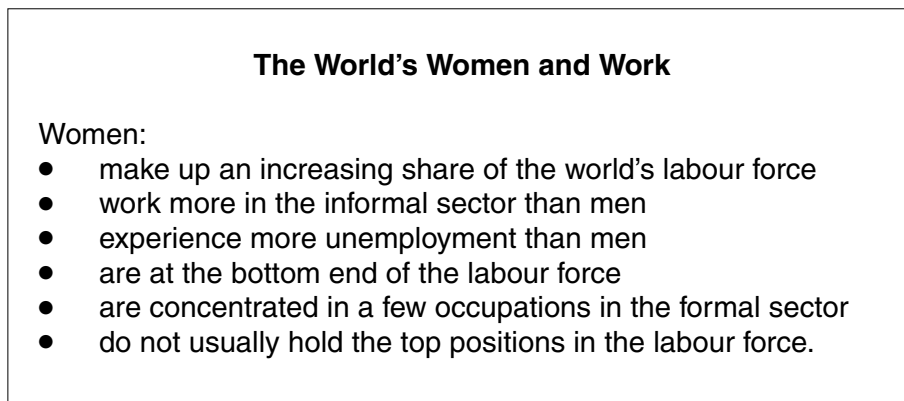 The World's Women and Work
Women:
● make up an increasing share of the world's labour force
● work more in the informal sector than men
● experience more unemployment than men
● are at the bottom end of the labour force
● are concentrated in a few occupations in the formal sector
● do not usually hold the top positions in the labour force.